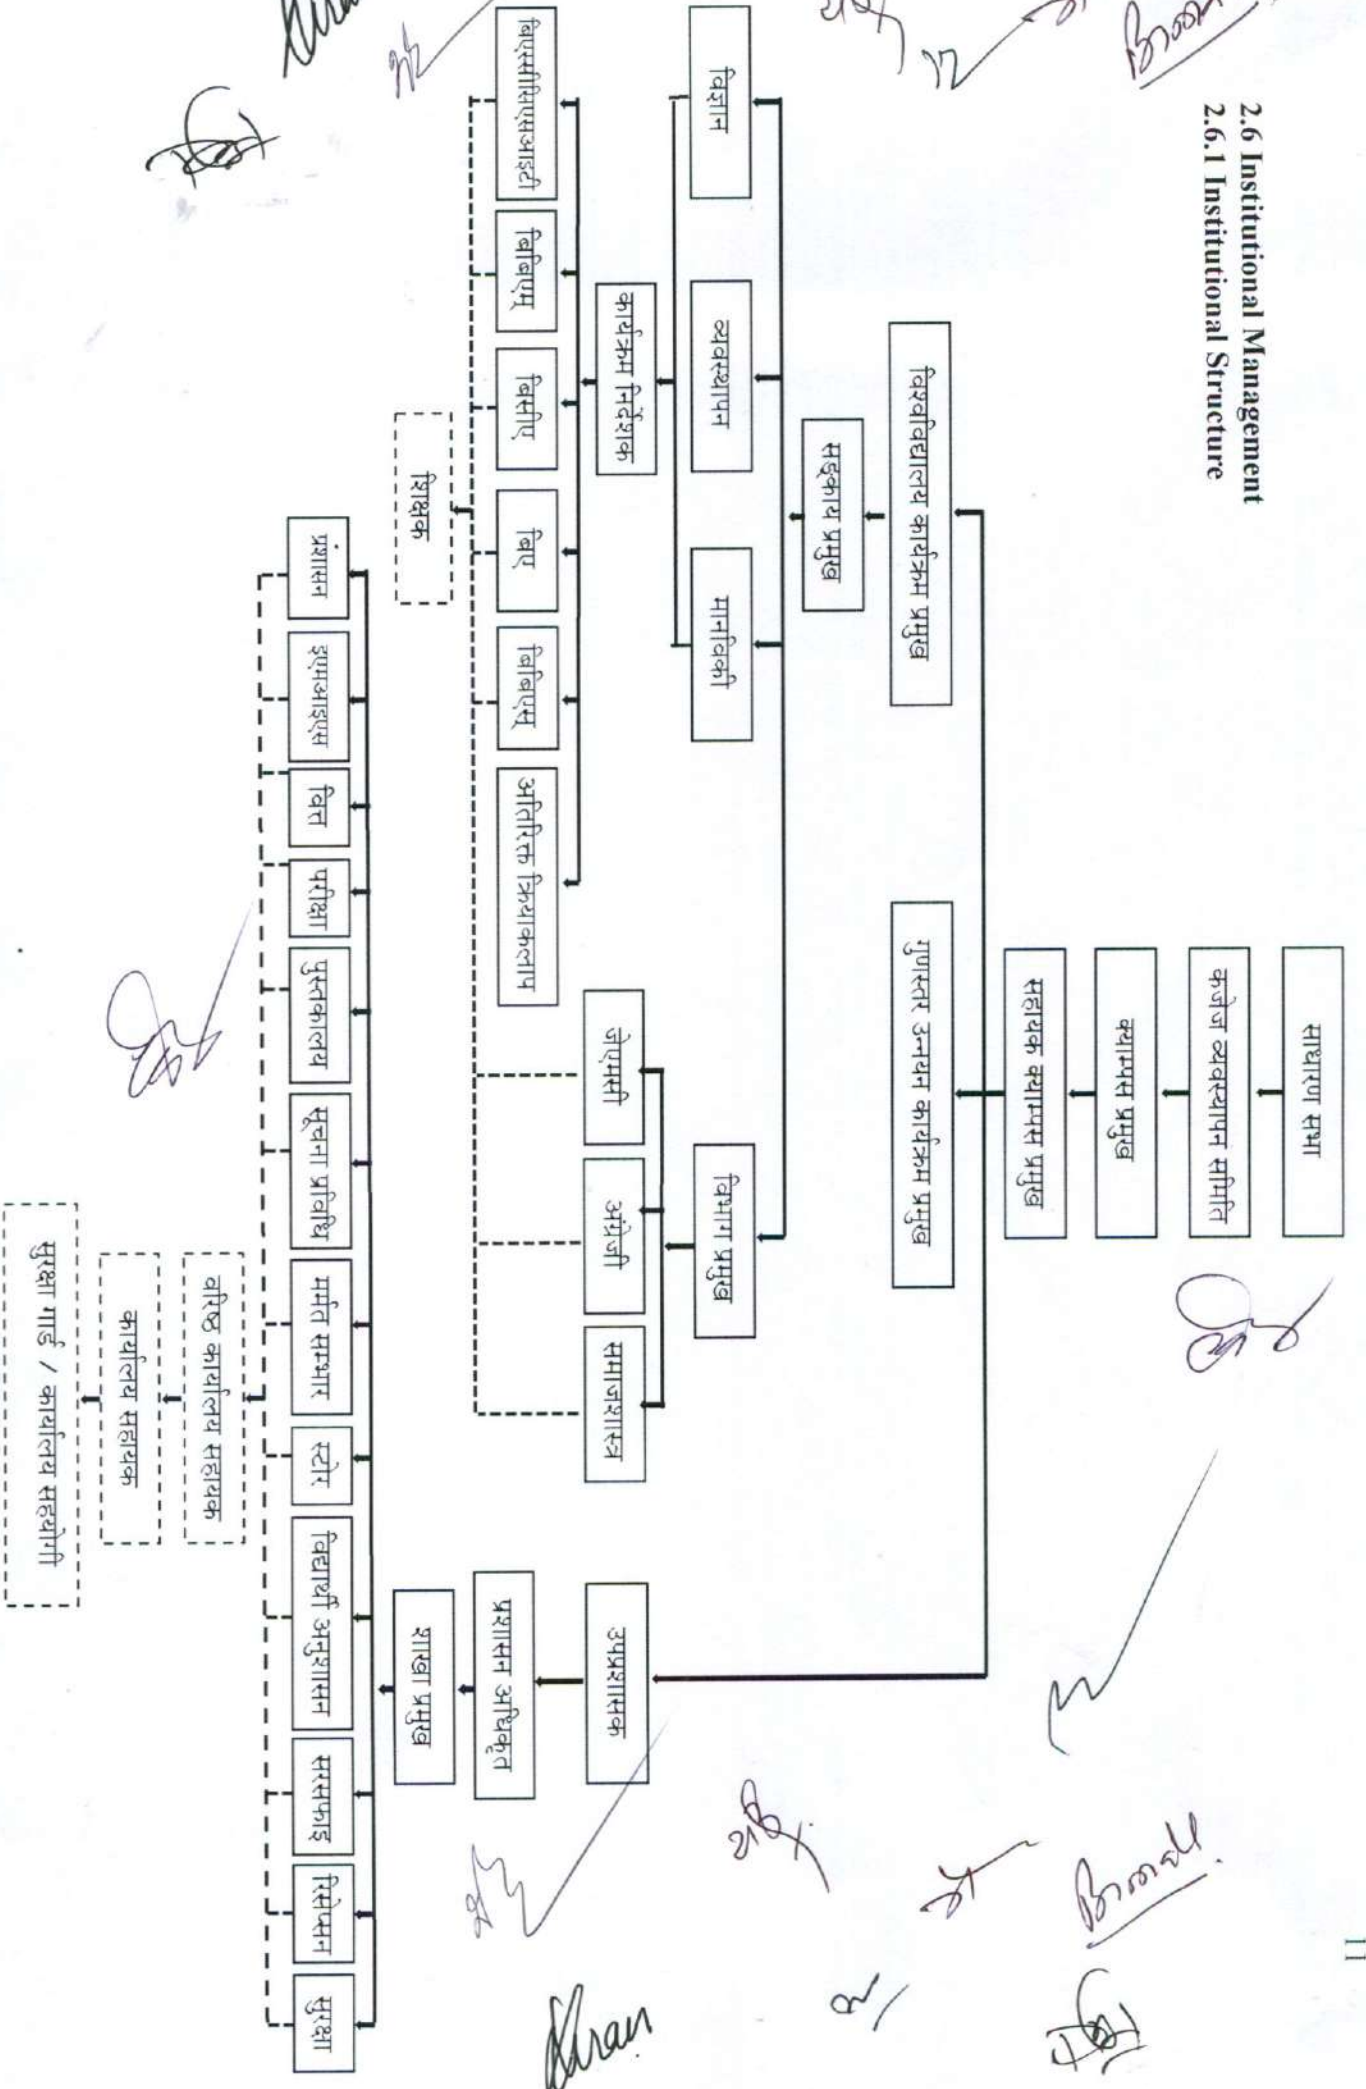 11
2.6 Institutional Management
2.6.1 Institutional Structure
साधारण सभा
कजेज व्यवस्थापन समिति
क्याम्पस प्रमुख
सहायक क्याम्पस प्रमुख
विश्वविद्यालय कार्यक्रम प्रमुख
गुणस्तर उन्नयन कार्यक्रम प्रमुख
सङ्काय प्रमुख
विज्ञान
व्यवस्थापन
मानविकी
विभाग प्रमुख
कार्यक्रम निर्देशक
जेएमसी
अंग्रेजी
समाजशास्त्र
उपप्रशासक
बिएस्सीसिएसआइटी
बिबिएम्
बिसीए
बिए
बिबिएस्
अतिरिक्त क्रियाकलाप
प्रशासन अधिकृत
शिक्षक
शाखा प्रमुख
प्रंशासन
इएमआइएस
वित्त
परीक्षा
पुस्तकालय
सूचना प्रविधि
मर्मत सम्भार
स्टोर
विद्यार्थी अनुशासन
सरसफाइ
रिसेप्सन
सुरक्षा
वरिष्ठ कार्यालय सहायक
कार्यालय सहायक
सुरक्षा गार्ड / कार्यालय सहयोगी
Kiran